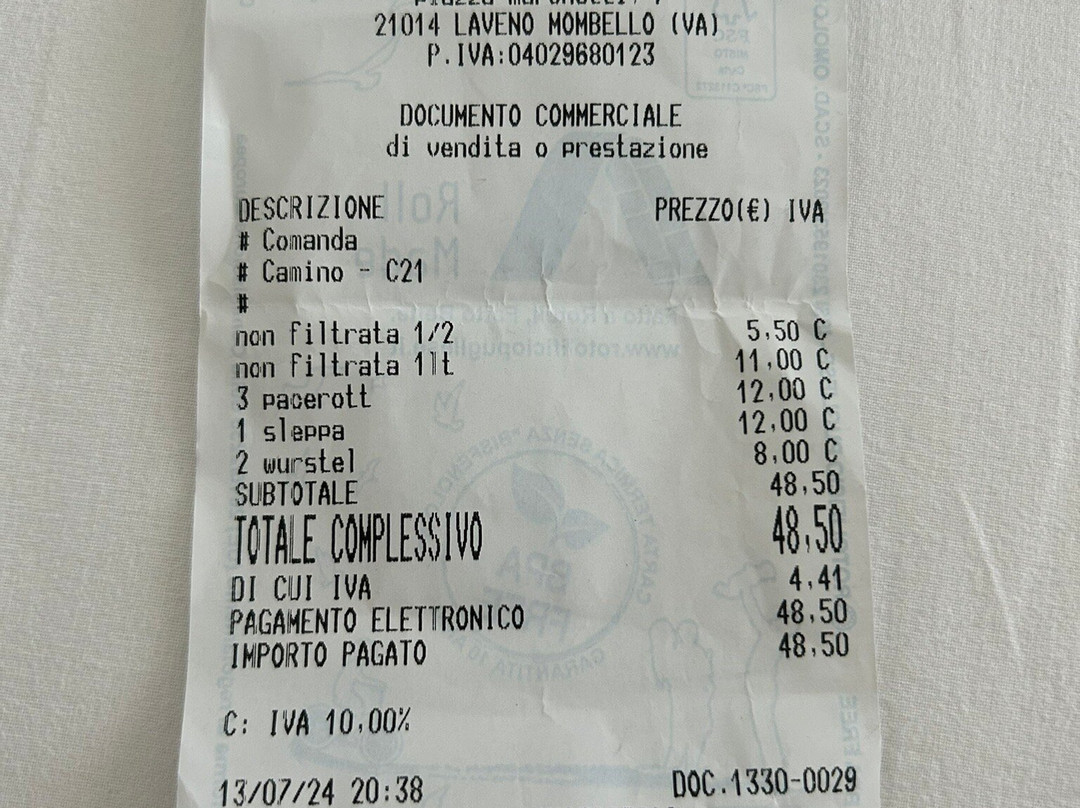 21014 LAVENO MOMBELLO (VA)
P.IVA:04029680123
DOCUMENTO COMMERCIALE
di vendita o prestazione
DESCRIZIONE PREZZO(€) IVA
# Comanda
# Camino - C21
#
non filtrata 1/2 5,50 C
non filtrata 1lt 11,00 C
3 pacerott 12,00 C
1 sleppa 12,00 C
2 wurstel 8,00 C
SUBTOTALE 48,50
TOTALE COMPLESSIVO 48,50
DI CUI IVA 4,41
PAGAMENTO ELETTRONICO 48,50
IMPORTO PAGATO 48,50
C: IVA 10,00%
13/07/24 20:38 DOC.1330-0029